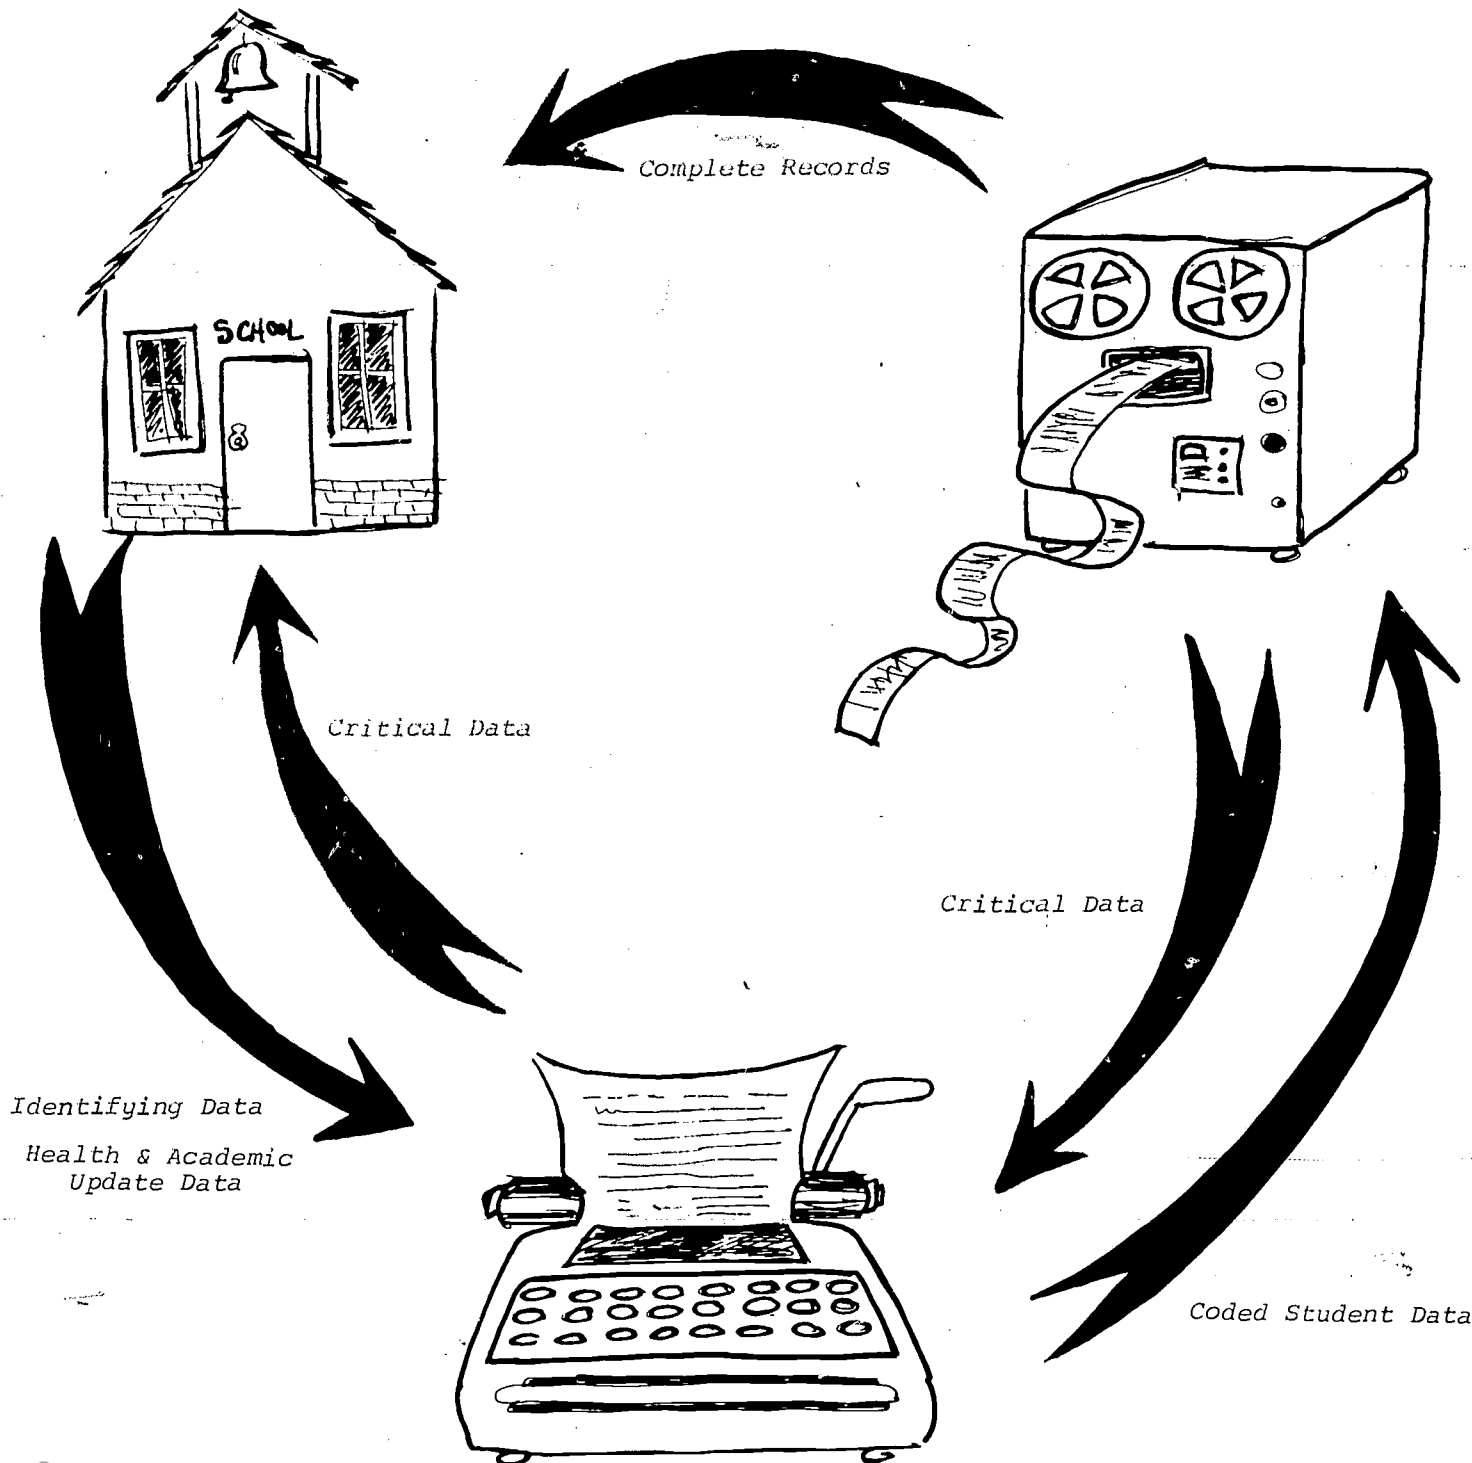 Complete Records
SCHOOL
Critical Data
Critical Data
Identifying Data
Health & Academic
Update Data
Coded Student Data